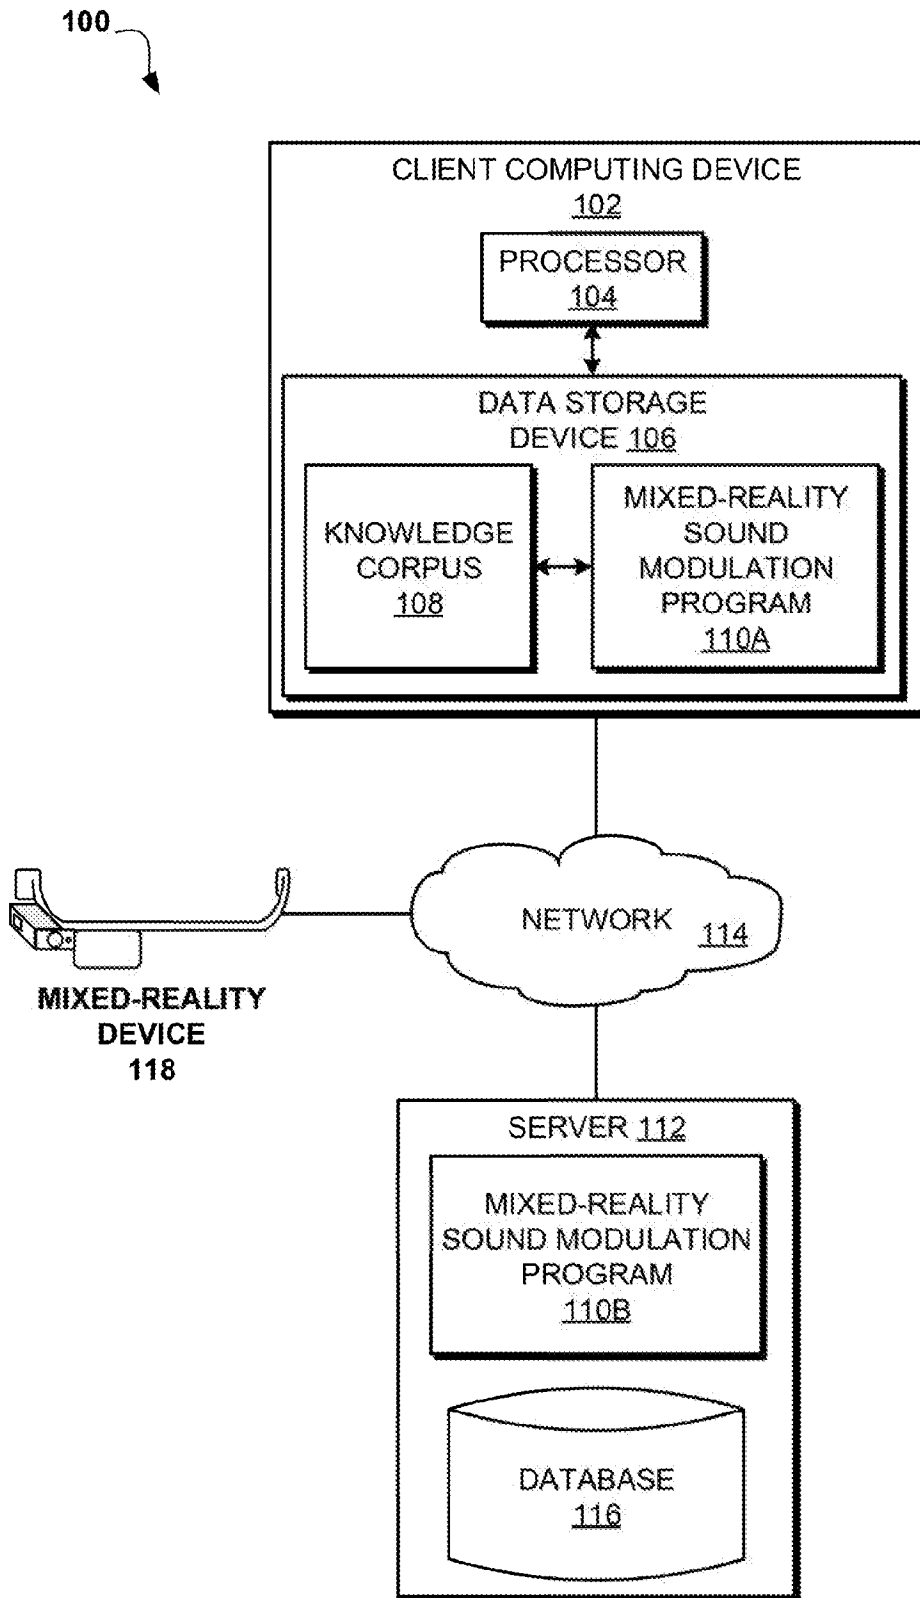 100
CLIENT COMPUTING DEVICE
102
PROCESSOR
104
DATA STORAGE
DEVICE 106
KNOWLEDGE
CORPUS
108
MIXED-REALITY
SOUND
MODULATION
PROGRAM
110A
NETWORK
114
MIXED-REALITY
DEVICE
118
SERVER 112
MIXED-REALITY
SOUND MODULATION
PROGRAM
110B
DATABASE
116